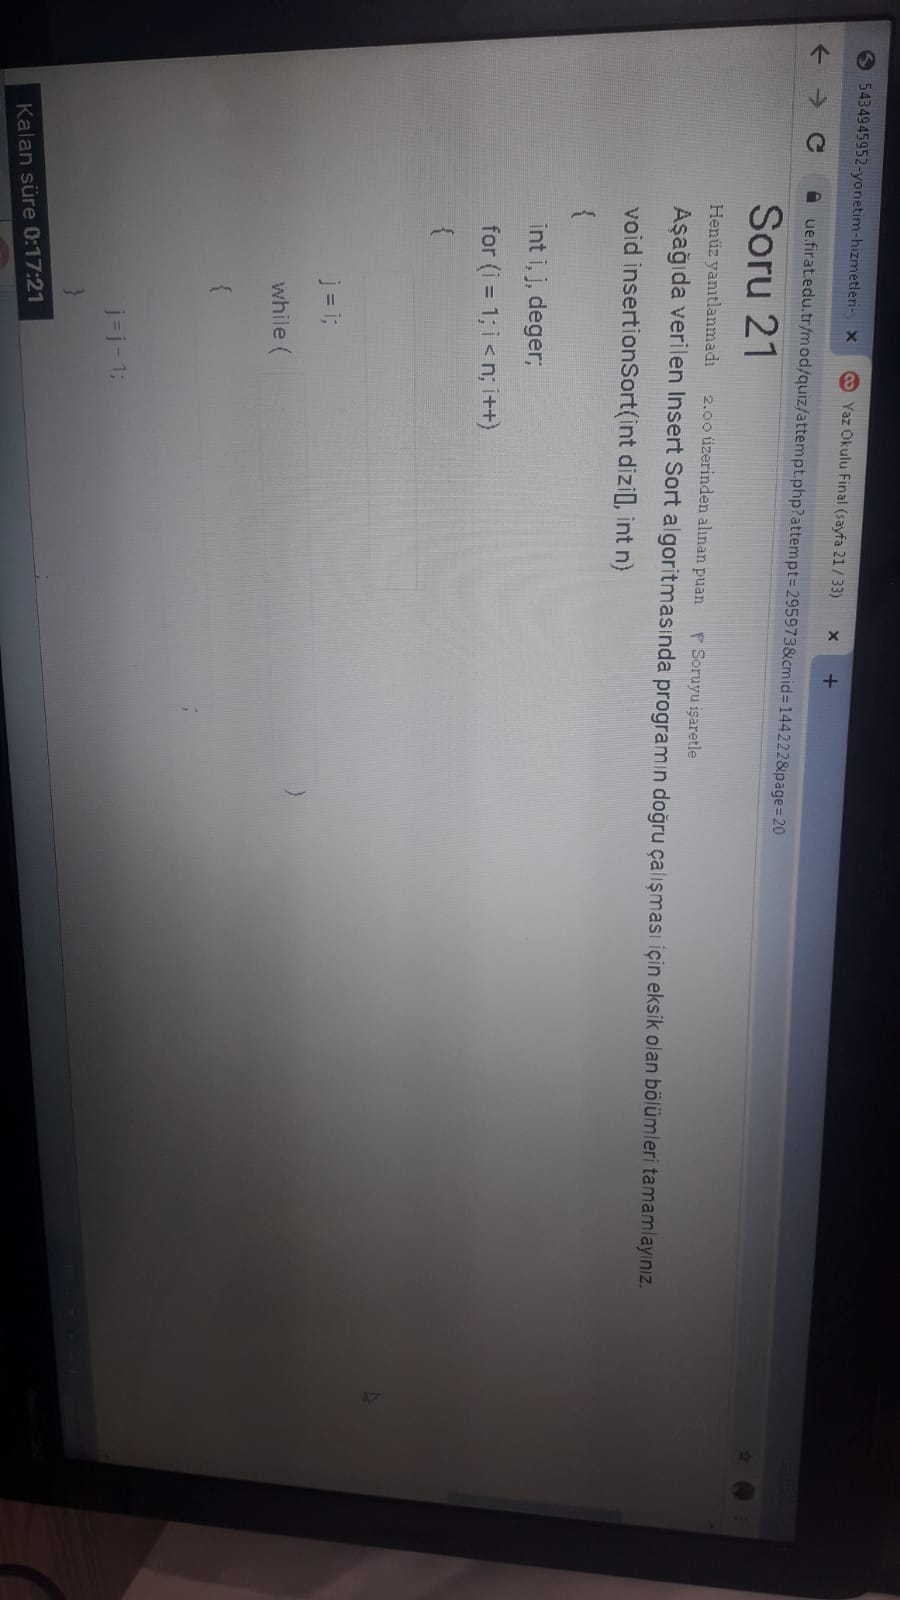 5434945952-yonetim-hizmetleri-y × Yaz Okulu Final (sayfa 21 / 33) × +
ue.firat.edu.tr/mod/quiz/attempt.php?attempt=295973&cmid=144222&page=20
Soru 21
Henüz yanıtlanmadı 2.00 üzerinden alınan puan Soruyu işaretle
Aşağıda verilen Insert Sort algoritmasında programın doğru çalışması için eksik olan bölümleri tamamlayınız.
void insertionSort(int dizi[], int n)
{
int i, j, deger;
for (i = 1; i < n; i++)
{
j = i;
while ( )
{
;
j = j - 1;
}
;
Kalan süre 0:17:21